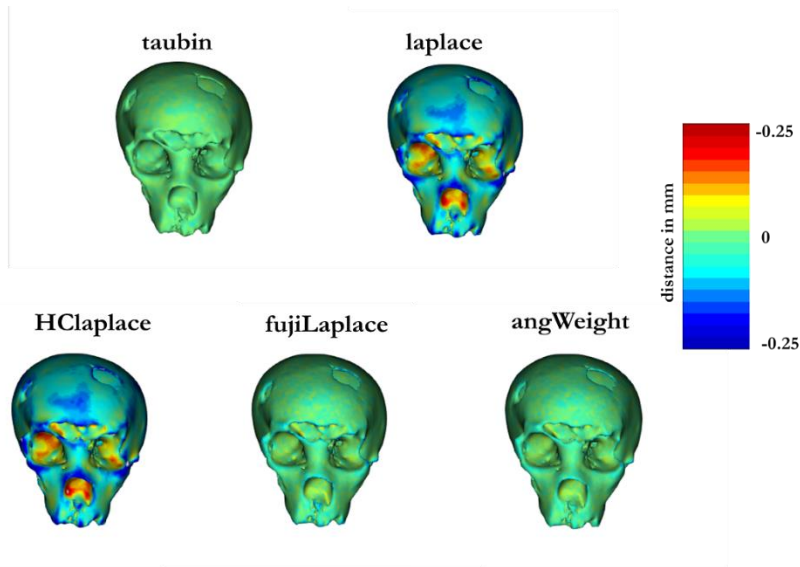 taubin
laplace
-0.25
0
-0.25
distance in mm
HClaplace
fujiLaplace
angWeight